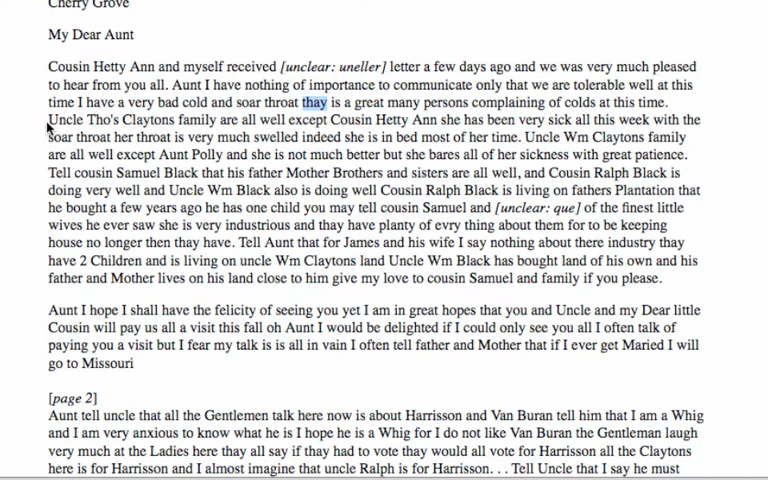 Cherry Grove
My Dear Aunt
Cousin Hetty Ann and myself received [unclear: uneller] letter a few days ago and we was very much pleased
to hear from you all. Aunt I have nothing of importance to communicate only that we are tolerable well at this
time I have a very bad cold and soar throat thay is a great many persons complaining of colds at this time.
Uncle Tho's Claytons family are all well except Cousin Hetty Ann she has been very sick all this week with the
soar throat her throat is very much swelled indeed she is in bed most of her time. Uncle Wm Claytons family
are all well except Aunt Polly and she is not much better but she bares all of her sickness with great patience.
Tell cousin Samuel Black that his father Mother Brothers and sisters are all well, and Cousin Ralph Black is
doing very well and Uncle Wm Black also is doing well Cousin Ralph Black is living on fathers Plantation that
he bought a few years ago he has one child you may tell cousin Samuel and [unclear: que] of the finest little
wives he ever saw she is very industrious and thay have plenty of evry thing about them for to be keeping
house no longer then thay have. Tell Aunt that for James and his wife I say nothing about there industry thay
have 2 Children and is living on uncle Wm Claytons land Uncle Wm Black has bought land of his own and his
father and Mother lives on his land close to him give my love to cousin Samuel and family if you please.
Aunt I hope I shall have the felicity of seeing you yet I am in great hopes that you and Uncle and my Dear little
Cousin will pay us all a visit this fall oh Aunt I would be delighted if I could only see you all I often talk of
paying you a visit but I fear my talk is is all in vain I often tell father and Mother that if I ever get Maried I will
go to Missouri
[page 2]
Aunt tell uncle that all the Gentlemen talk here now is about Harrisson and Van Buran tell him that I am a Whig
and I am very anxious to know what he is I hope he is a Whig for I do not like Van Buran the Gentleman laugh
very much at the Ladies here thay all say if thay had to vote thay would all vote for Harrisson all the Claytons
here is for Harrisson and I almost imagine that uncle Ralph is for Harrisson. . . Tell Uncle that I say he must